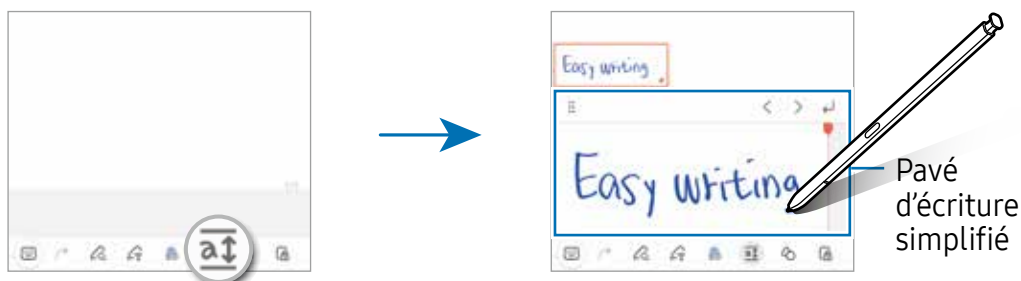 a
Easy writing
Easy writing
Pavé
d'écriture
simplifié